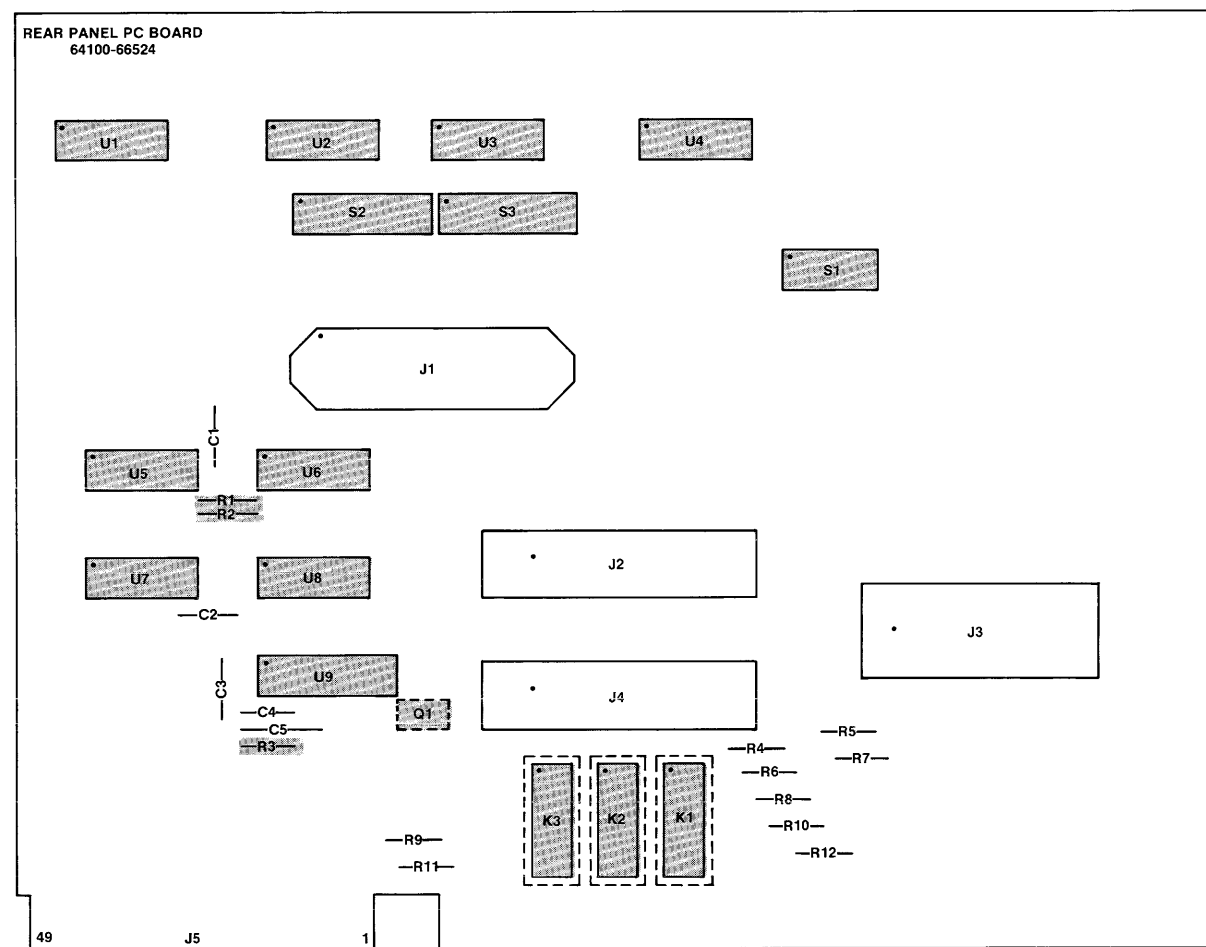 REAR PANEL PC BOARD
64100-66524
U1
U2
U3
U4
S2
S3
S1
J1
C1
U5
U6
R1
R2
J2
U7
U8
C2
J3
U9
C3
J4
C4
Q1
C5
R5
R3
R4
R7
R6
R8
K3
K2
K1
R10
R9
R12
R11
49
J5
1